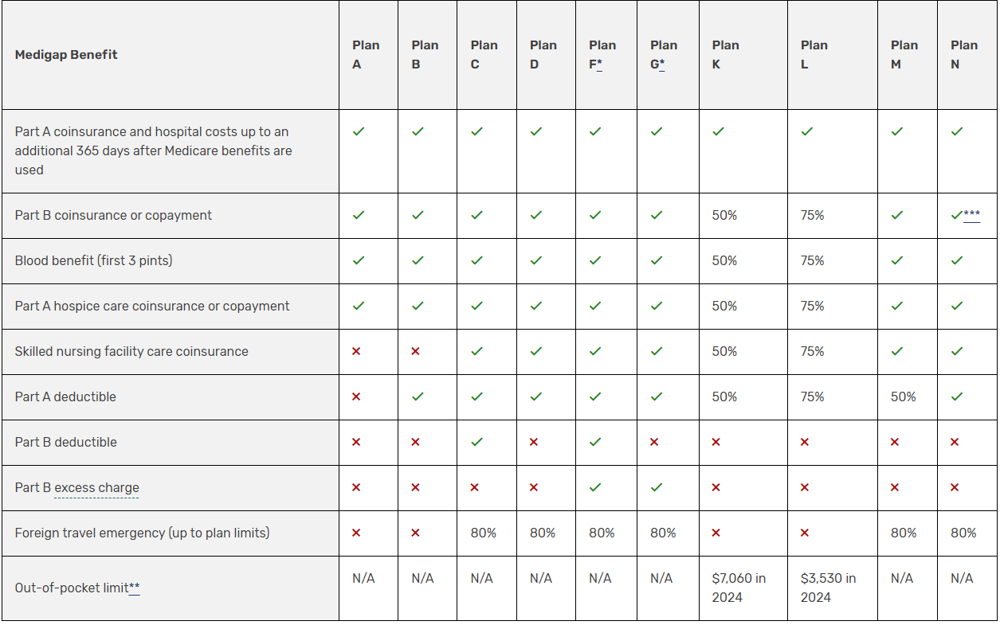 Medigap Benefit Plan A Plan B Plan C Plan D Plan F* Plan G* Plan K Plan L Plan M Plan N
Part A coinsurance and hospital costs up to an
additional 365 days after Medicare benefits are
used ✓ ✓ ✓ ✓ ✓ ✓ ✓ ✓ ✓ ✓
Part B coinsurance or copayment ✓ ✓ ✓ ✓ ✓ ✓ 50% 75% ✓ ✓***
Blood benefit (first 3 pints) ✓ ✓ ✓ ✓ ✓ ✓ 50% 75% ✓ ✓
Part A hospice care coinsurance or copayment ✓ ✓ ✓ ✓ ✓ ✓ 50% 75% ✓ ✓
Skilled nursing facility care coinsurance × × ✓ ✓ ✓ ✓ 50% 75% ✓ ✓
Part A deductible × ✓ ✓ ✓ ✓ ✓ 50% 75% 50% ✓
Part B deductible × × ✓ × ✓ × × × × ×
Part B excess charge × × × × ✓ ✓ × × × ×
Foreign travel emergency (up to plan limits) × × 80% 80% 80% 80% × × 80% 80%
Out-of-pocket limit** N/A N/A N/A N/A N/A N/A $7,060 in 2024 $3,530 in 2024 N/A N/A